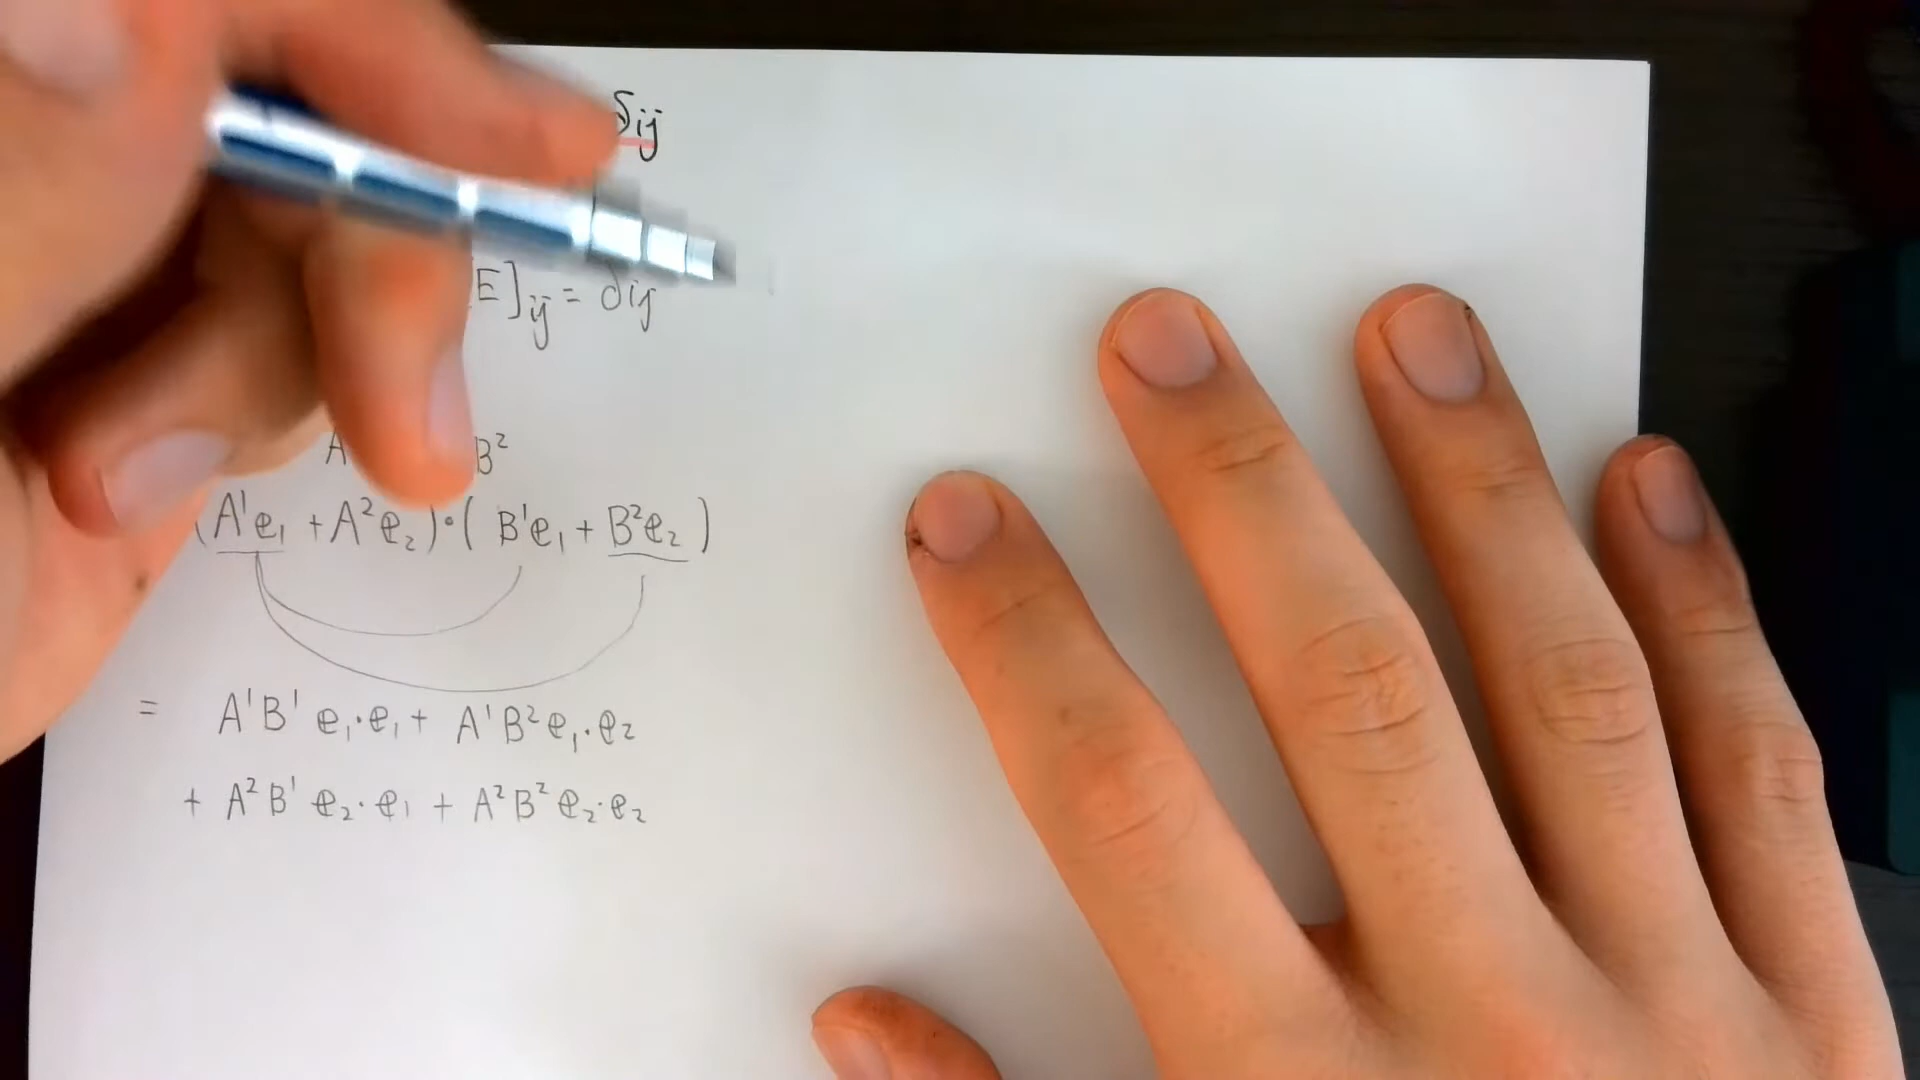 δij
E]ij = δij
A B²
(A¹e₁ + A²e₂)・( B¹e₁ + B²e₂ )
= A¹B¹ e₁・e₁ + A¹B² e₁・e₂
+ A²B¹ e₂・e₁ + A²B² e₂・e₂